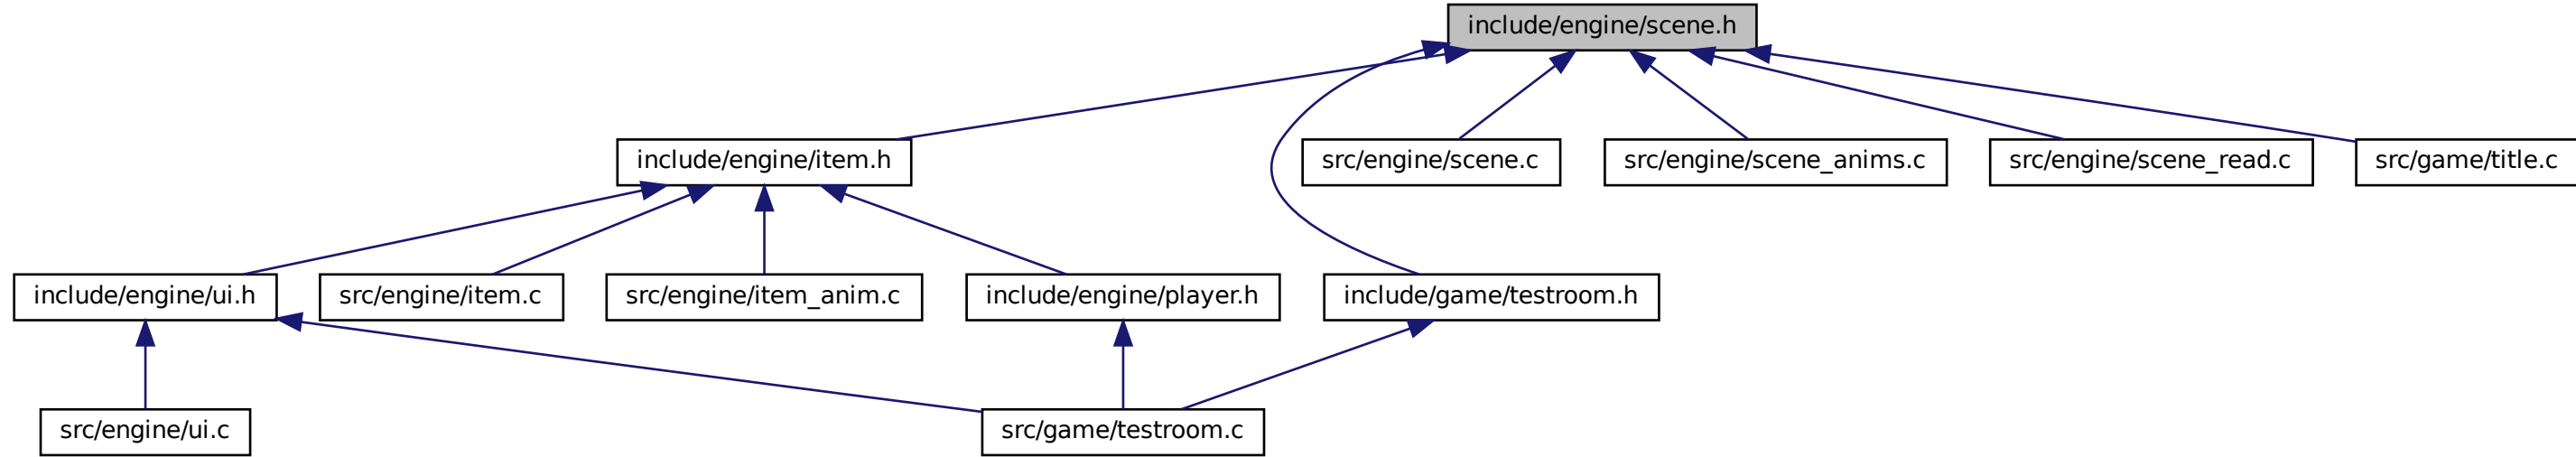 include/engine/scene.h
include/engine/item.h
src/engine/scene.c
src/engine/scene_anims.c
src/engine/scene_read.c
src/game/title.c
include/engine/ui.h
src/engine/item.c
src/engine/item_anim.c
include/engine/player.h
include/game/testroom.h
src/engine/ui.c
src/game/testroom.c